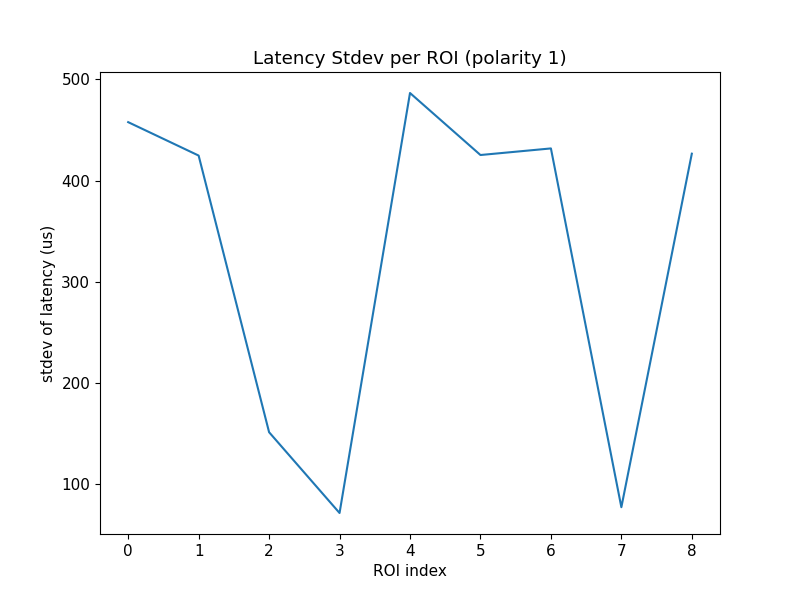 Latency Stdev per ROI (polarity 1)
500
400
300
200
100
stdev of latency (us)
0 1 2 3 4 5 6 7 8
ROI index